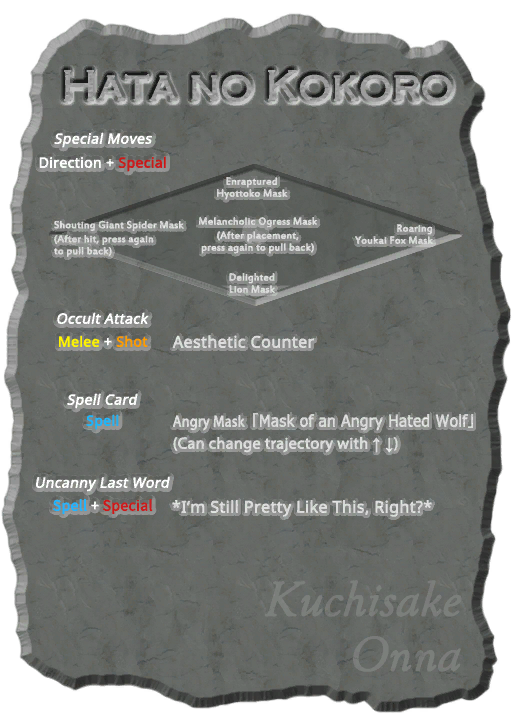 Hata no Kokoro
Special Moves
Direction + Special
Enraptured
Hyottoko Mask
Shouting Giant Spider Mask
(After hit, press again
to pull back)
Melancholic Ogress Mask
(After placement,
press again to pull back)
Roaring
Youkai Fox Mask
Delighted
Lion Mask
Occult Attack
Melee + Shot
Aesthetic Counter
Spell Card
Spell
Angry Mask「Mask of an Angry Hated Wolf」
(Can change trajectory with ↑ ↓)
Uncanny Last Word
Spell + Special
*I'm Still Pretty Like This, Right?*
Kuchisake
Onna